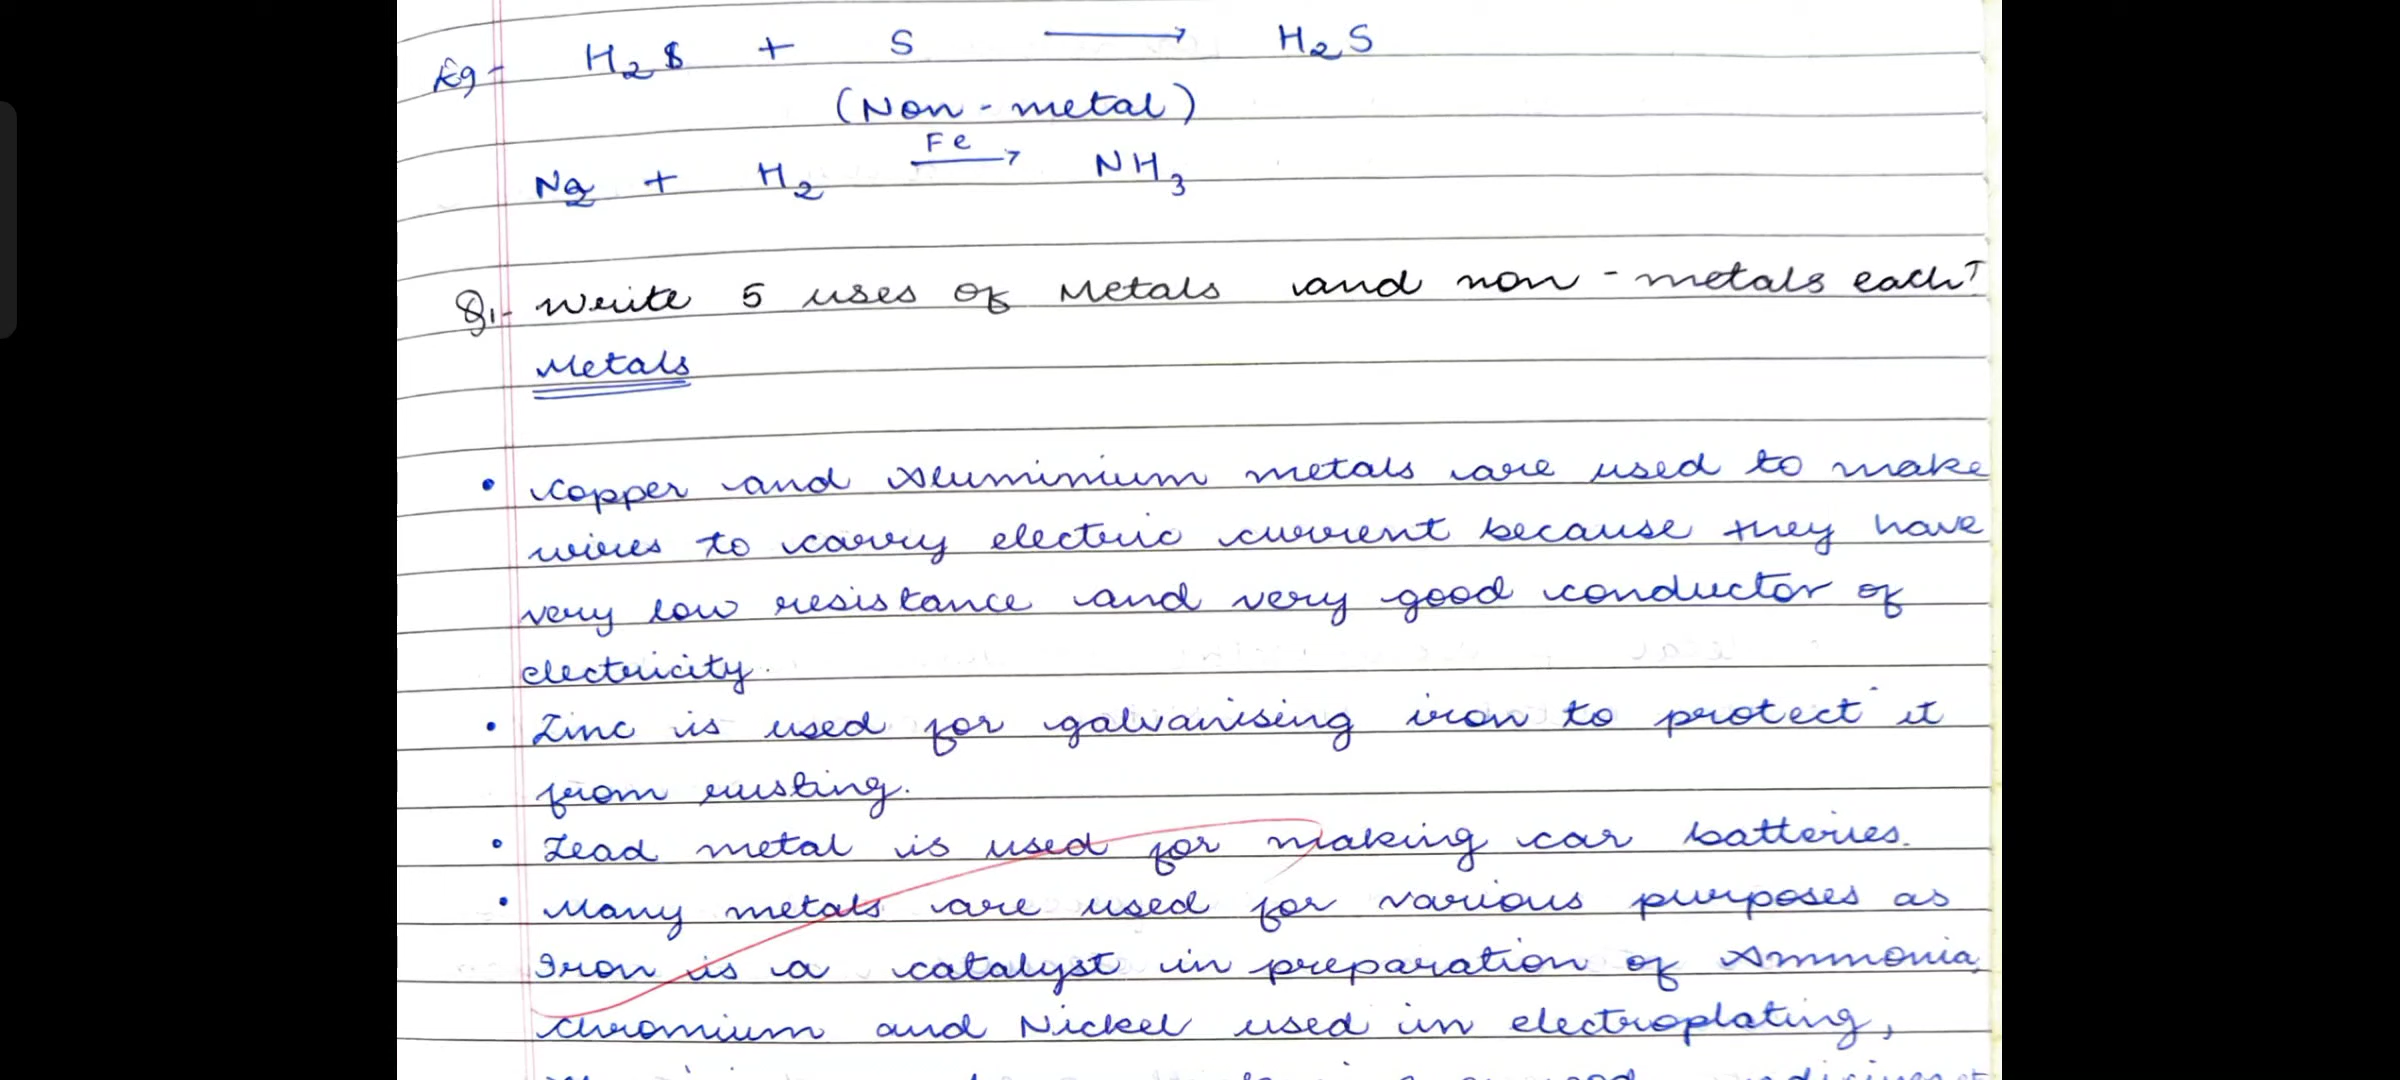 Eg - H₂S + S ⟶ H₂S
(Non-metal)
N₂ + H₂ Fe⟶ NH₃
Q1- Write 5 uses of Metals and non-metals each?
Metals
• Copper and Aluminium metals are used to make
wires to carry electric current because they have
very low resistance and very good conductor of
electricity.
• Zinc is used for galvanising iron to protect it
from rusting.
• Lead metal is used for making car batteries.
• Many metals are used for various purposes as
Iron is a catalyst in preparation of Ammonia,
chromium and Nickel used in electroplating,